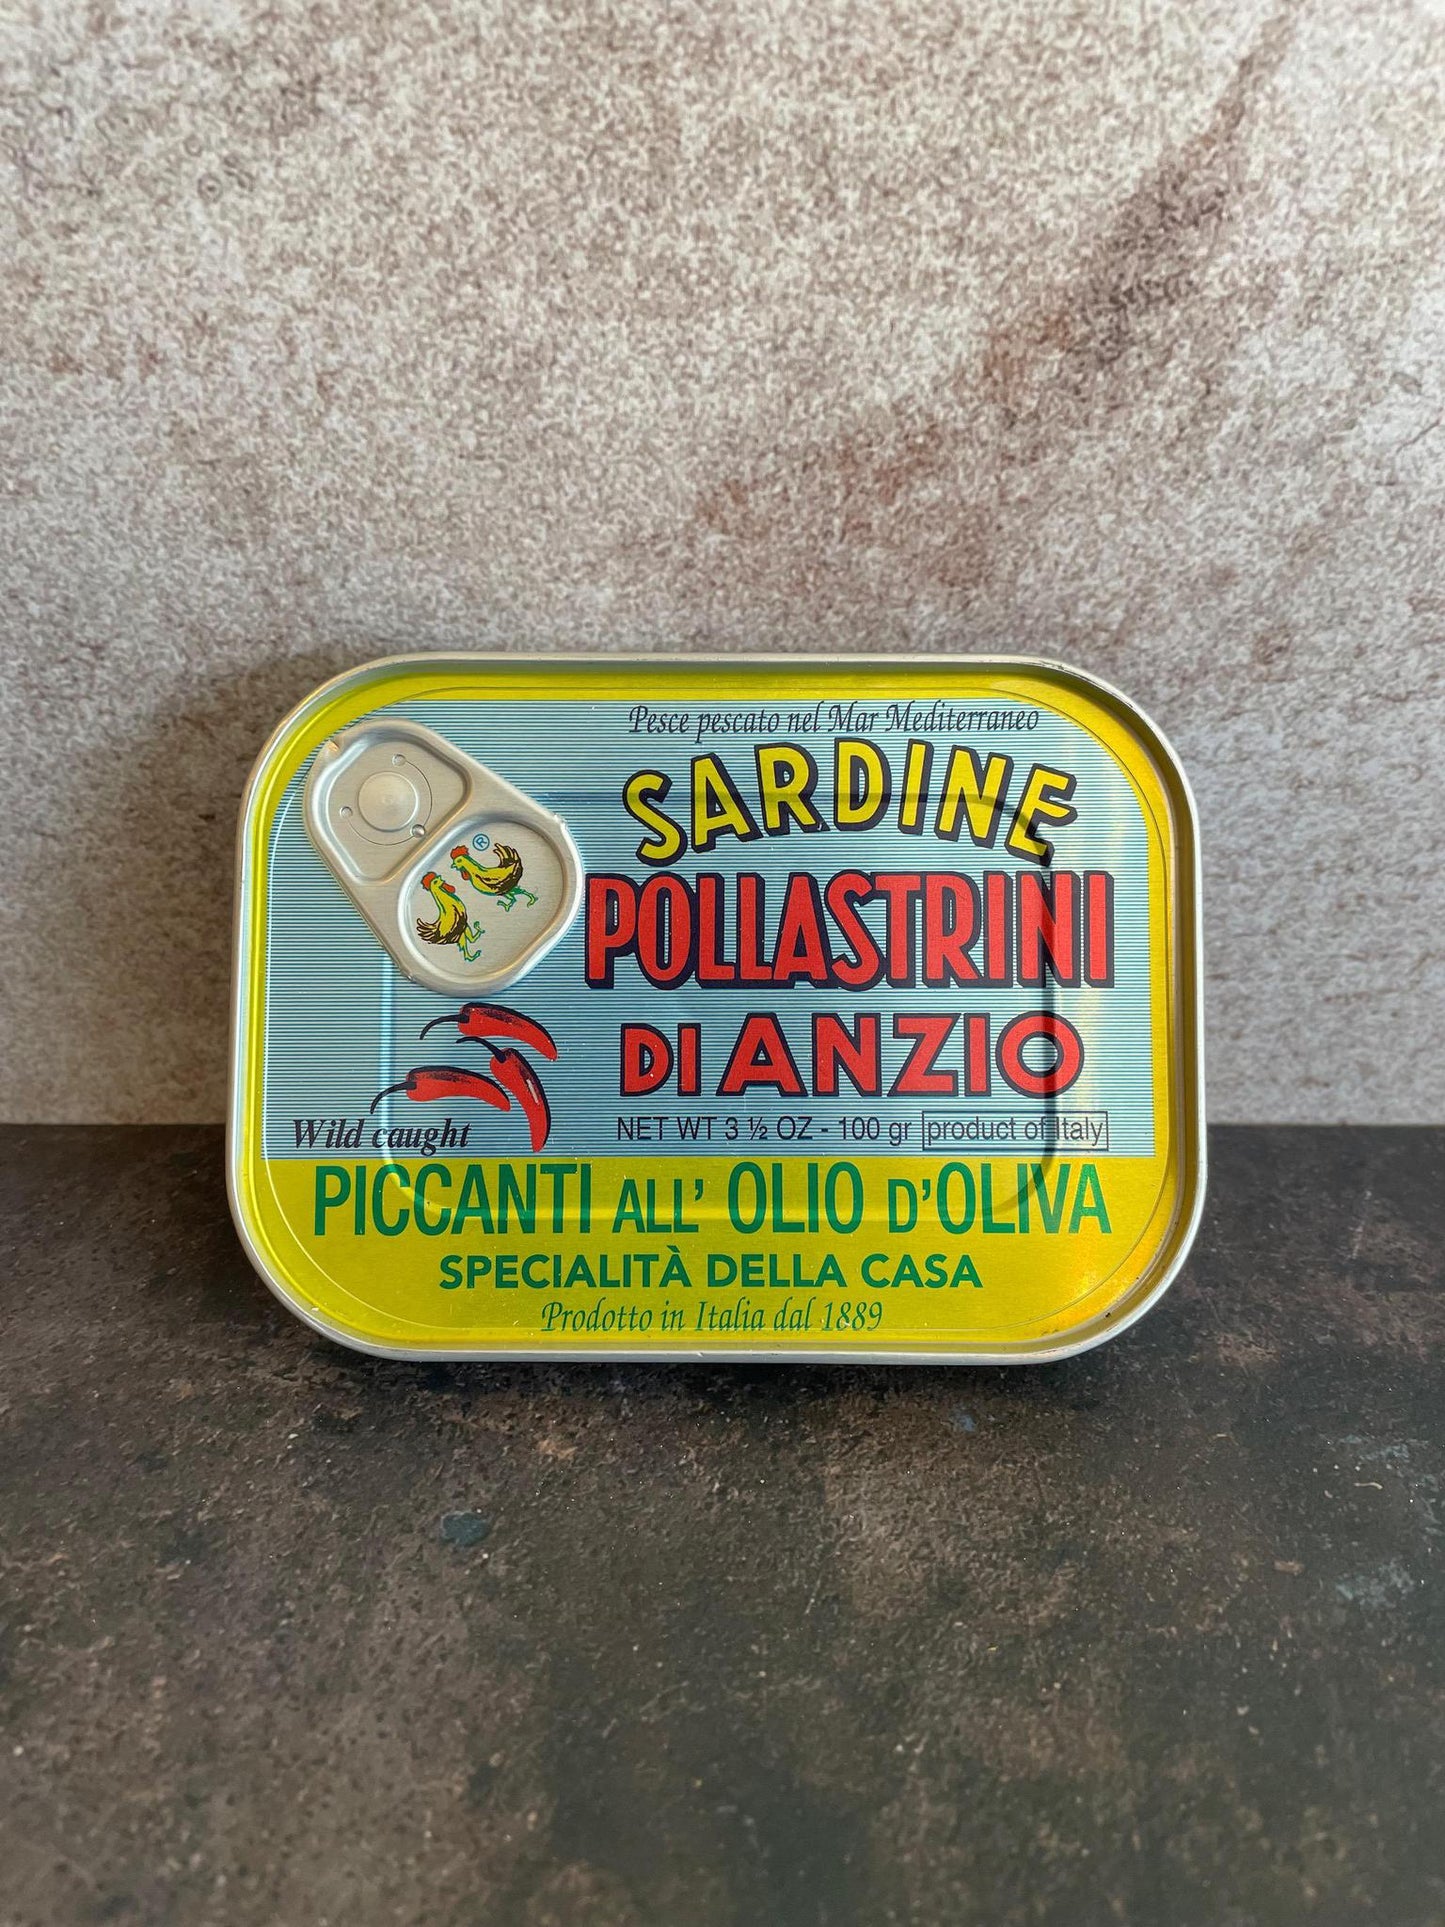 Pesce pescato nel Mar Mediterraneo
SARDINE
®
POLLASTRINI
DI ANZIO
Wild caught
NET WT 3 ½ OZ - 100 gr product of Italy
PICCANTI ALL' OLIO D'OLIVA
SPECIALITÀ DELLA CASA
Prodotto in Italia dal 1889